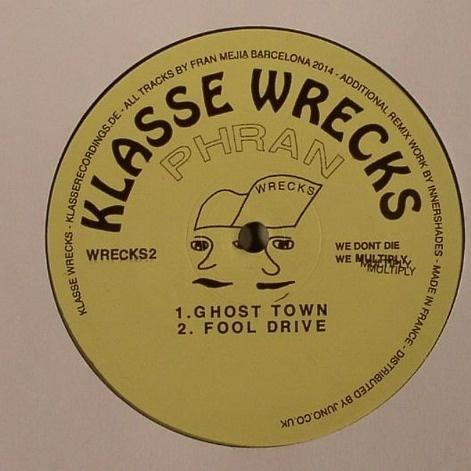 KLASSE WRECKS - KLASSERECORDINGS.DE - ALL TRACKS BY FRAN MEJIA BARCELONA 2014 - ADDITIONAL REMIX WORK BY INNERSHADES - MADE IN FRANCE - DISTRIBUTED BY JUNO.CO.UK
KLASSE WRECKS
PHRAN
WRECKS
WRECKS2
WE DONT DIE
WE MULTIPLY
MULTIPLY
MULTIPLY
1.GHOST TOWN
2. FOOL DRIVE